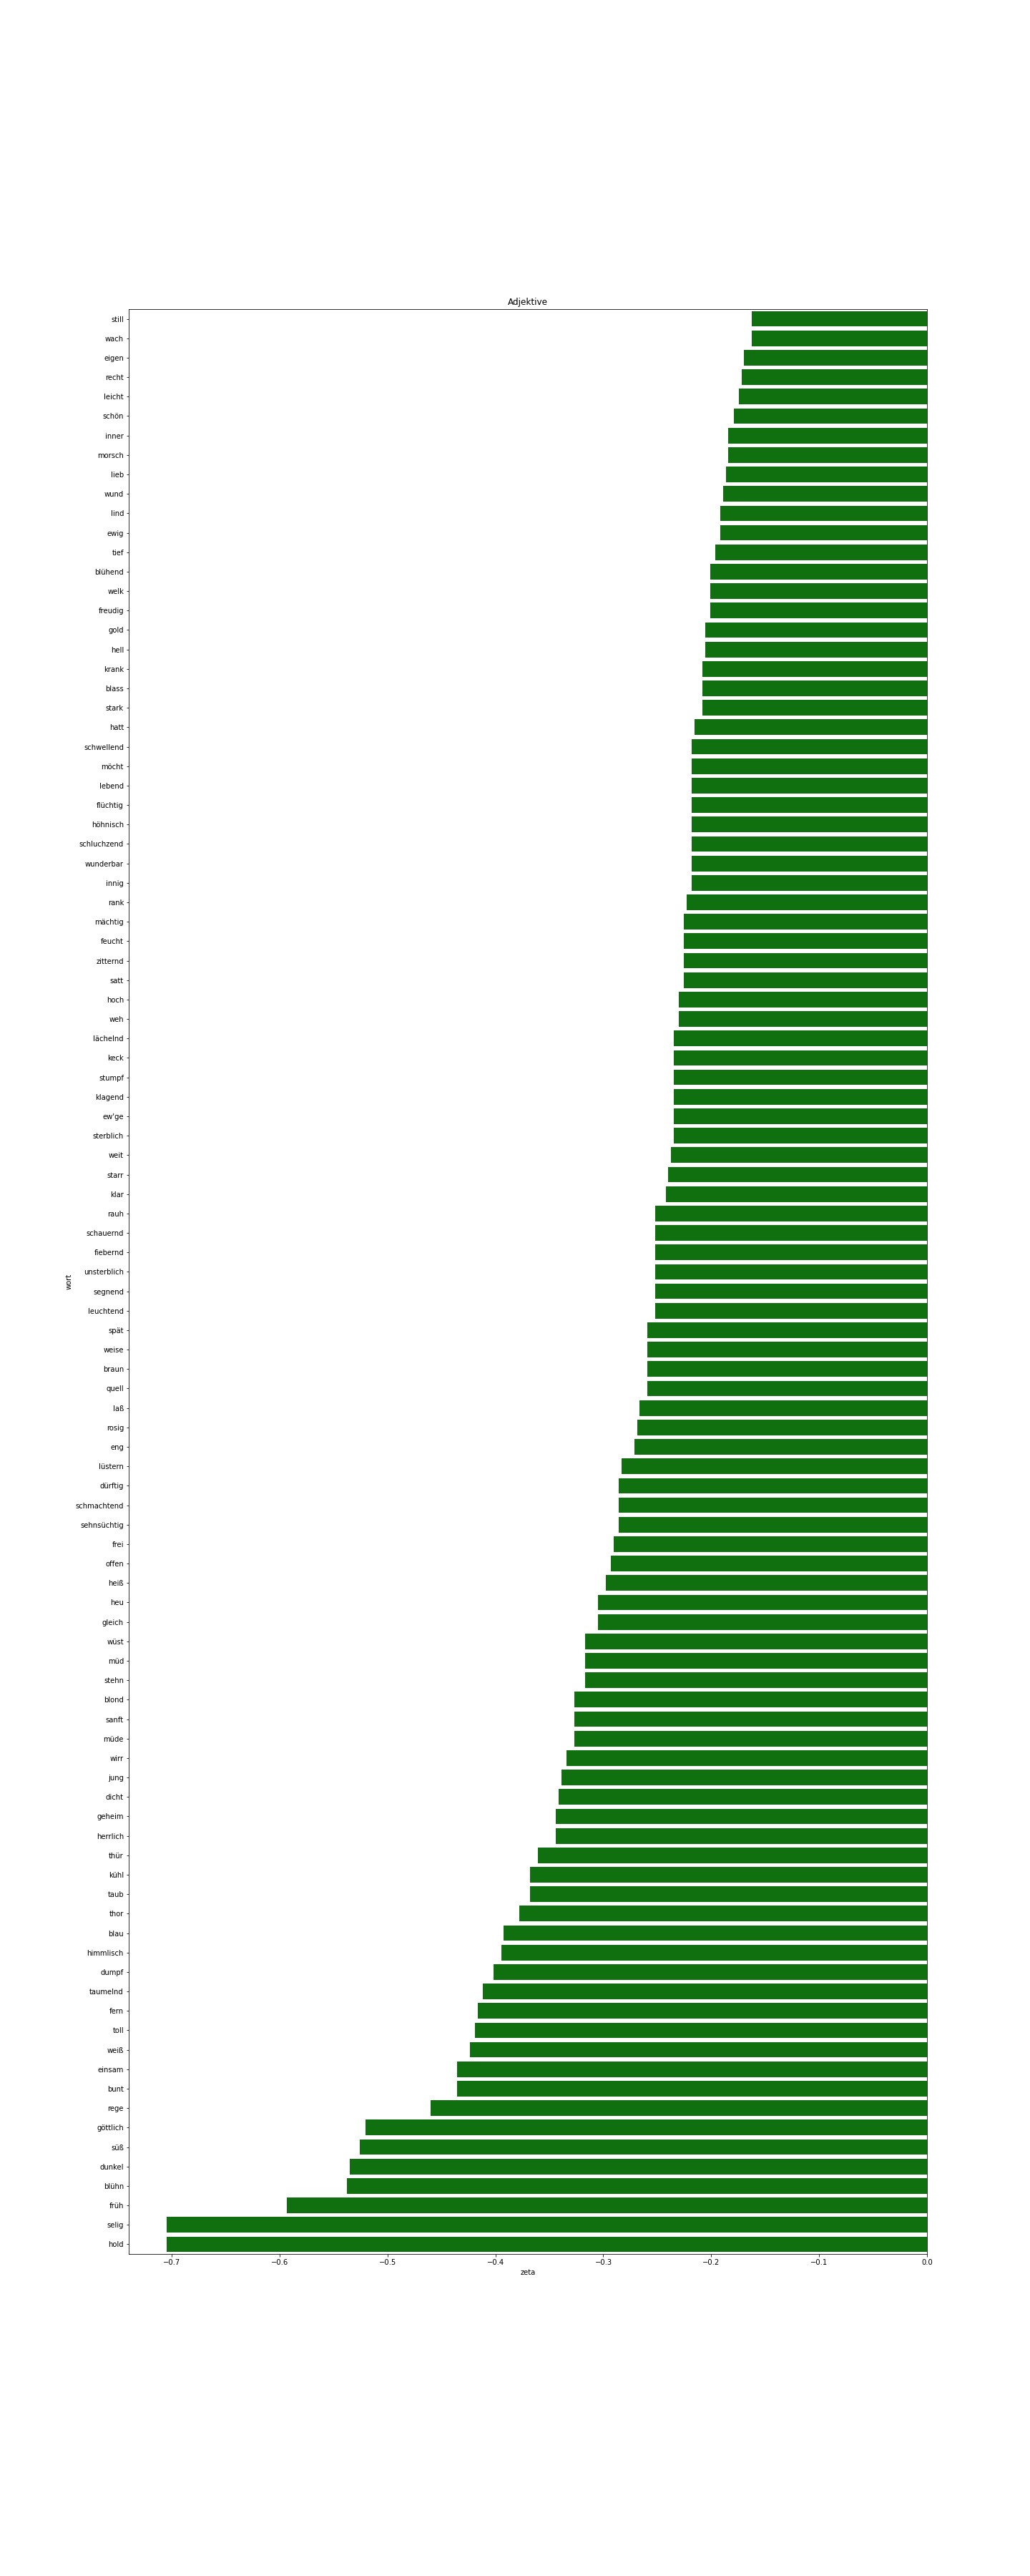 Adjektive
still
wach
eigen
recht
leicht
schön
inner
morsch
lieb
wund
lind
ewig
tief
blühend
welk
freudig
gold
hell
krank
blass
stark
hatt
schwellend
möcht
lebend
flüchtig
höhnisch
schluchzend
wunderbar
innig
rank
mächtig
feucht
zitternd
satt
hoch
weh
lächelnd
keck
stumpf
klagend
ew'ge
sterblich
weit
starr
klar
rauh
schauernd
fiebernd
unsterblich
segnend
leuchtend
spät
weise
braun
quell
laß
rosig
eng
lüstern
dürftig
schmachtend
sehnsüchtig
frei
offen
heiß
heu
gleich
wüst
müd
stehn
blond
sanft
müde
wirr
jung
dicht
geheim
herrlich
thür
kühl
taub
thor
blau
himmlisch
dumpf
taumelnd
fern
toll
weiß
einsam
bunt
rege
göttlich
süß
dunkel
blühn
früh
selig
hold
wort
−0.7 −0.6 −0.5 −0.4 −0.3 −0.2 −0.1 0.0
zeta